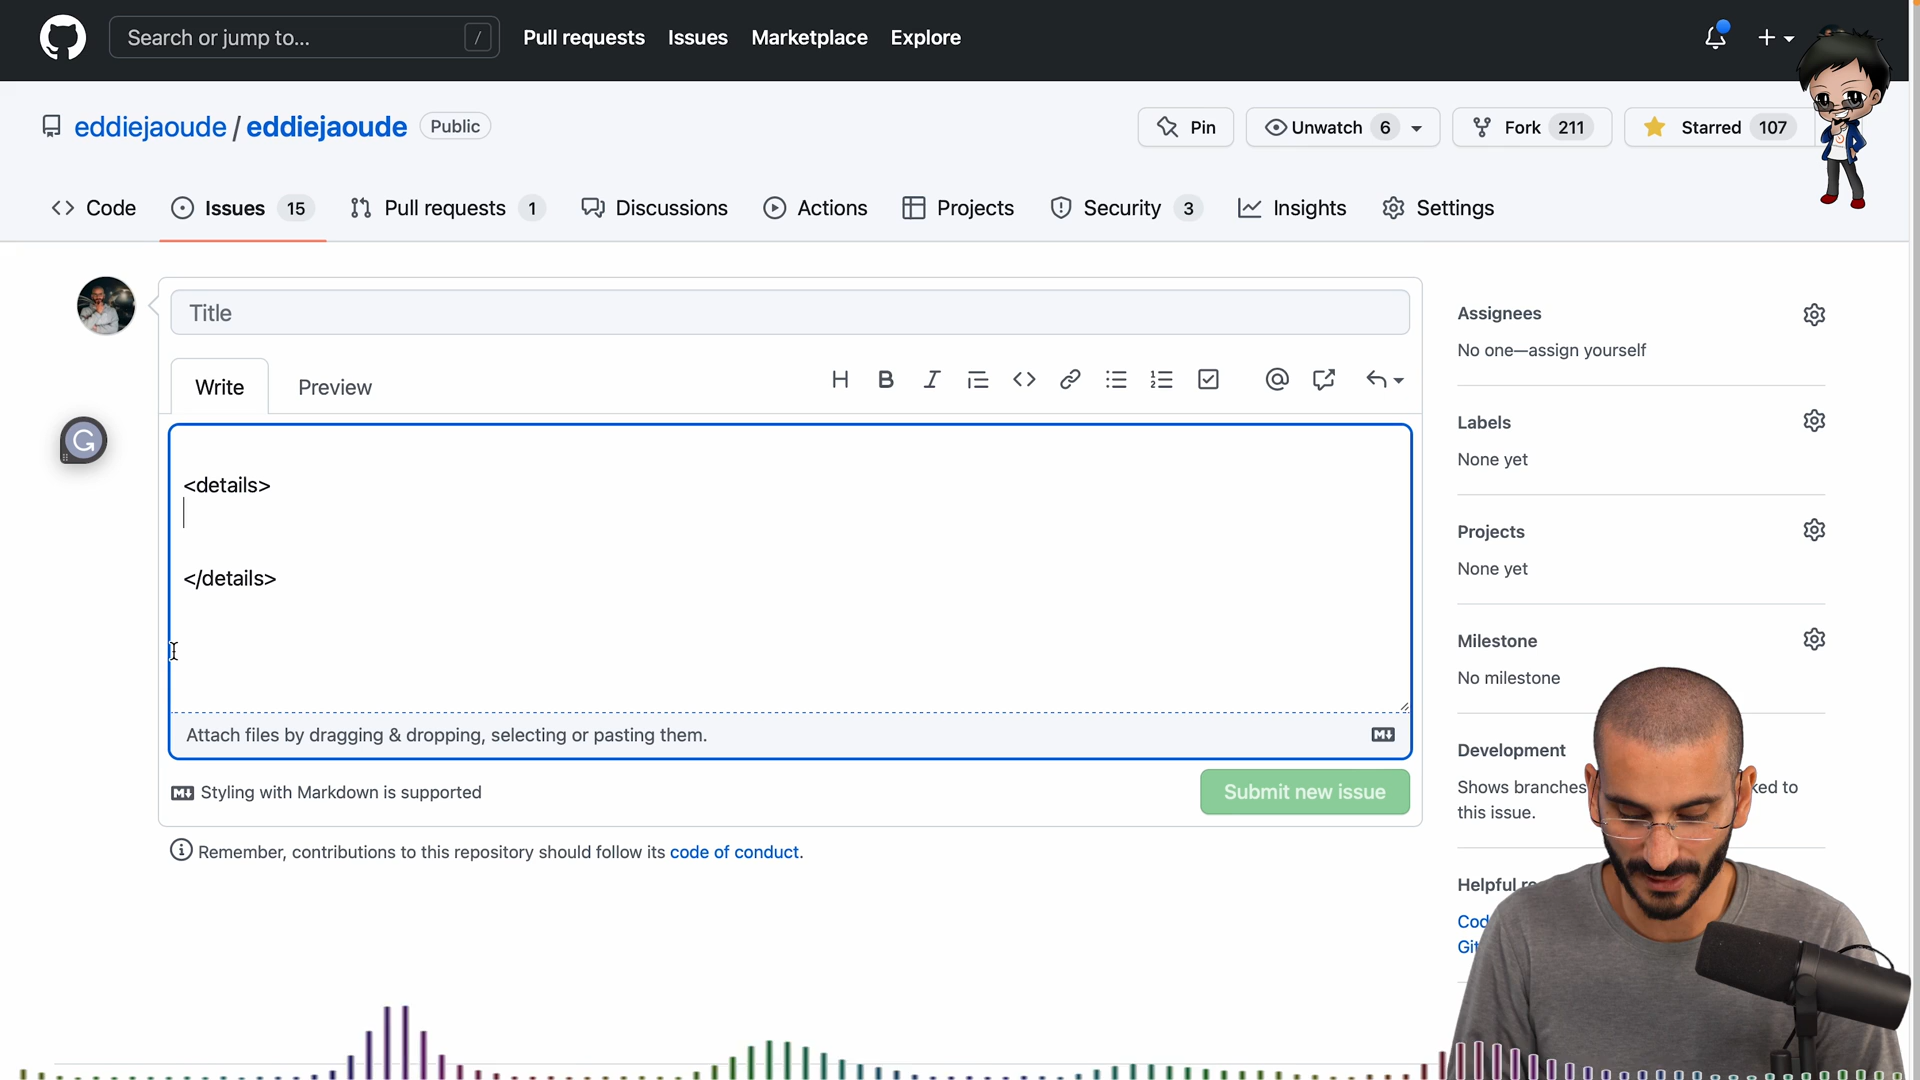 Search or jump to... /
Pull requests Issues Marketplace Explore
eddiejaoude / eddiejaoude Public
Pin
Unwatch 6
Fork 211
Starred 107
Code
Issues 15
Pull requests 1
Discussions
Actions
Projects
Security 3
Insights
Settings
Title
Write Preview
<details>
</details>
Attach files by dragging & dropping, selecting or pasting them.
Styling with Markdown is supported
Submit new issue
Remember, contributions to this repository should follow its code of conduct.
Assignees
No one—assign yourself
Labels
None yet
Projects
None yet
Milestone
No milestone
Development
Shows branches ked to
this issue.
Helpful